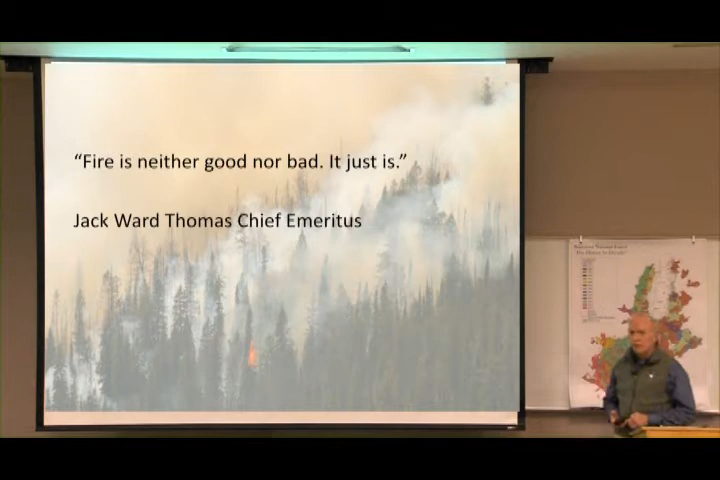 “Fire is neither good nor bad. It just is.”
Jack Ward Thomas Chief Emeritus